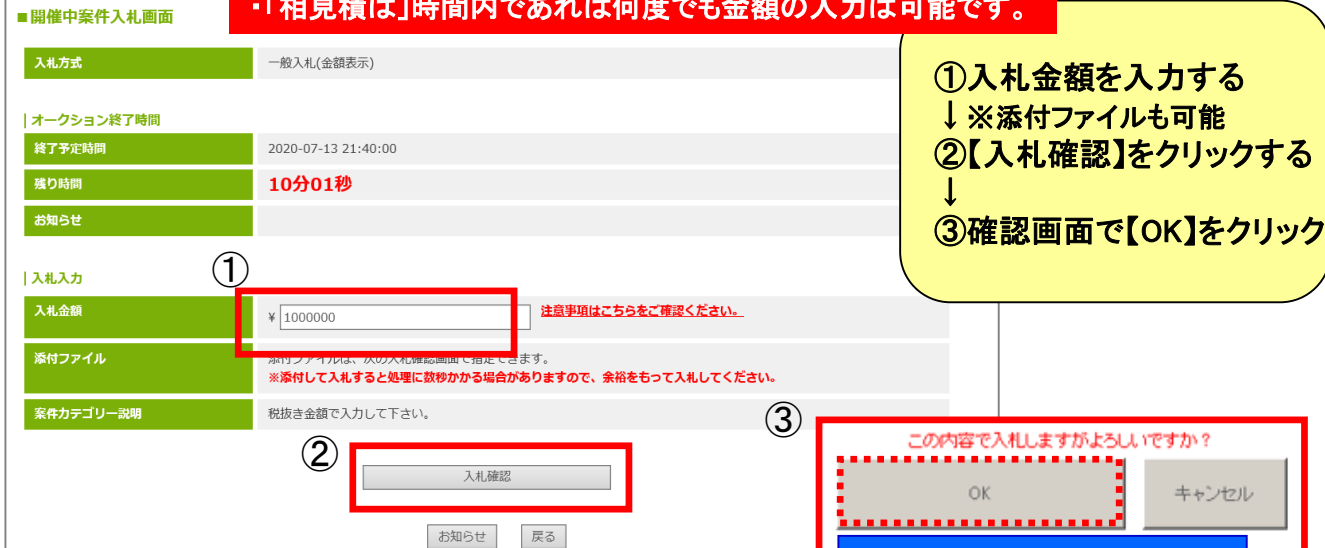 ・「相見積は」時間内であれば何度でも金額の入力は可能です。
■開催中案件入札画面
入札方式 一般入札(金額表示)
①入札金額を入力する
↓※添付ファイルも可能
②【入札確認】をクリックする
↓
③確認画面で【OK】をクリック
|オークション終了時間
終了予定時間 2020-07-13 21:40:00
残り時間 10分01秒
お知らせ
|入札入力
①
入札金額 ¥ 1000000 注意事項はこちらをご確認ください。
添付ファイル 添付ファイルは、次の入札確認画面で指定できます。
※添付して入札すると処理に数秒かかる場合がありますので、余裕をもって入札してください。
案件カテゴリー説明 税抜き金額で入力して下さい。
②
入札確認
お知らせ 戻る
③
この内容で入札しますがよろしいですか？
OK キャンセル